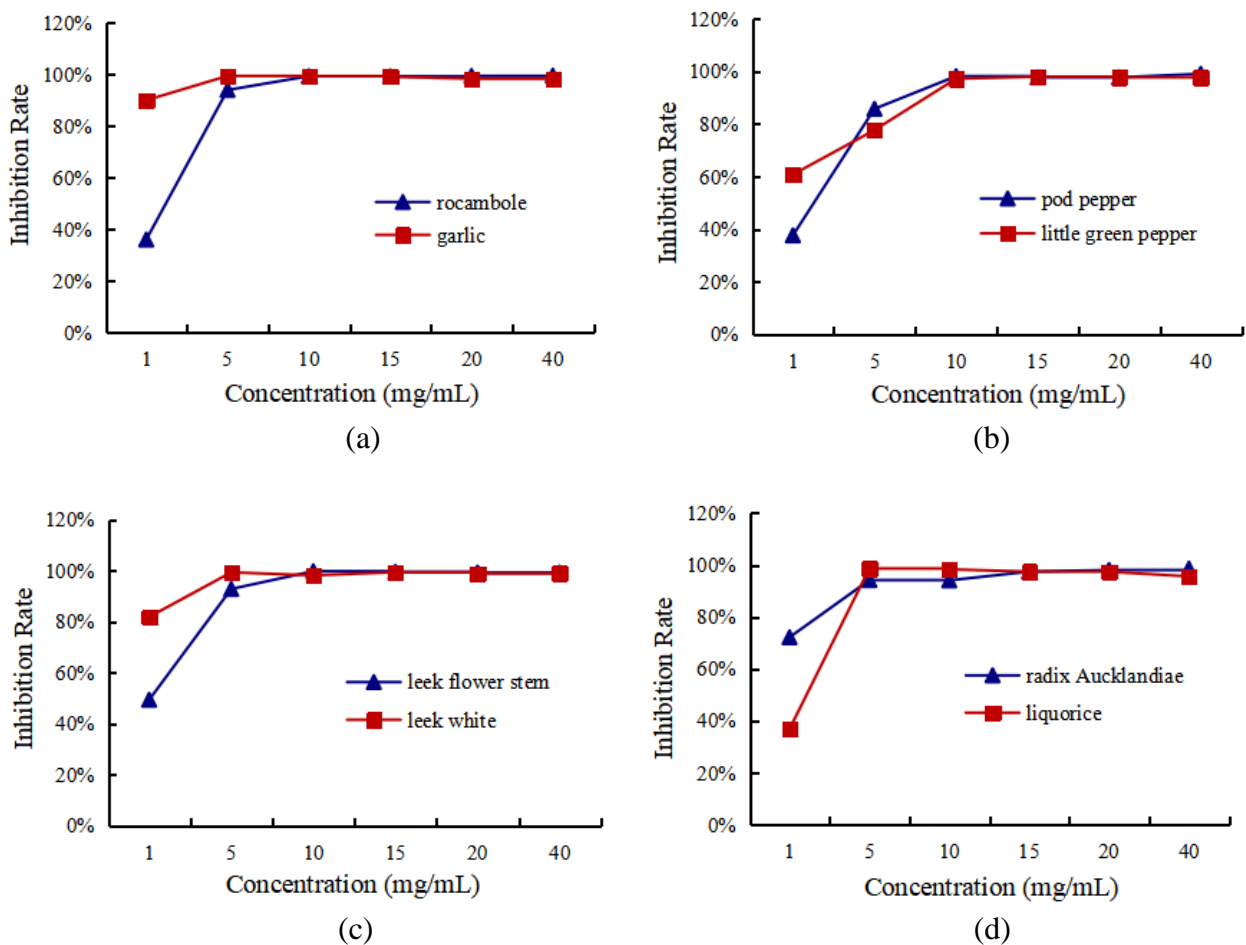 120%
100%
80%
60%
40%
20%
0%
Inhibition Rate
rocambole
garlic
1 5 10 15 20 40
Concentration (mg/mL)
(a)
120%
100%
80%
60%
40%
20%
0%
Inhibition Rate
pod pepper
little green pepper
1 5 10 15 20 40
Concentration (mg/mL)
(b)
120%
100%
80%
60%
40%
20%
0%
Inhibition Rate
leek flower stem
leek white
1 5 10 15 20 40
Concentration (mg/mL)
(c)
120%
100%
80%
60%
40%
20%
0%
Inhibition Rate
radix Aucklandiae
liquorice
1 5 10 15 20 40
Concentration (mg/mL)
(d)